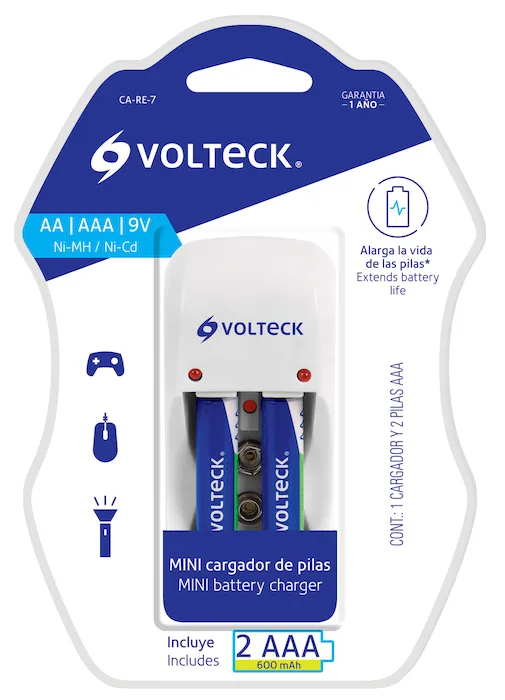 CA-RE-7
GARANTIA
1 AÑO
VOLTECK®
AA | AAA | 9V
Ni-MH / Ni-Cd
Alarga la vida
de las pilas*
Extends battery
life
VOLTECK
CONT.: 1 CARGADOR Y 2 PILAS AAA
VOLTECK.
VOLTECK.
MINI cargador de pilas
MINI battery charger
Incluye
Includes
2 AAA
600 mAh